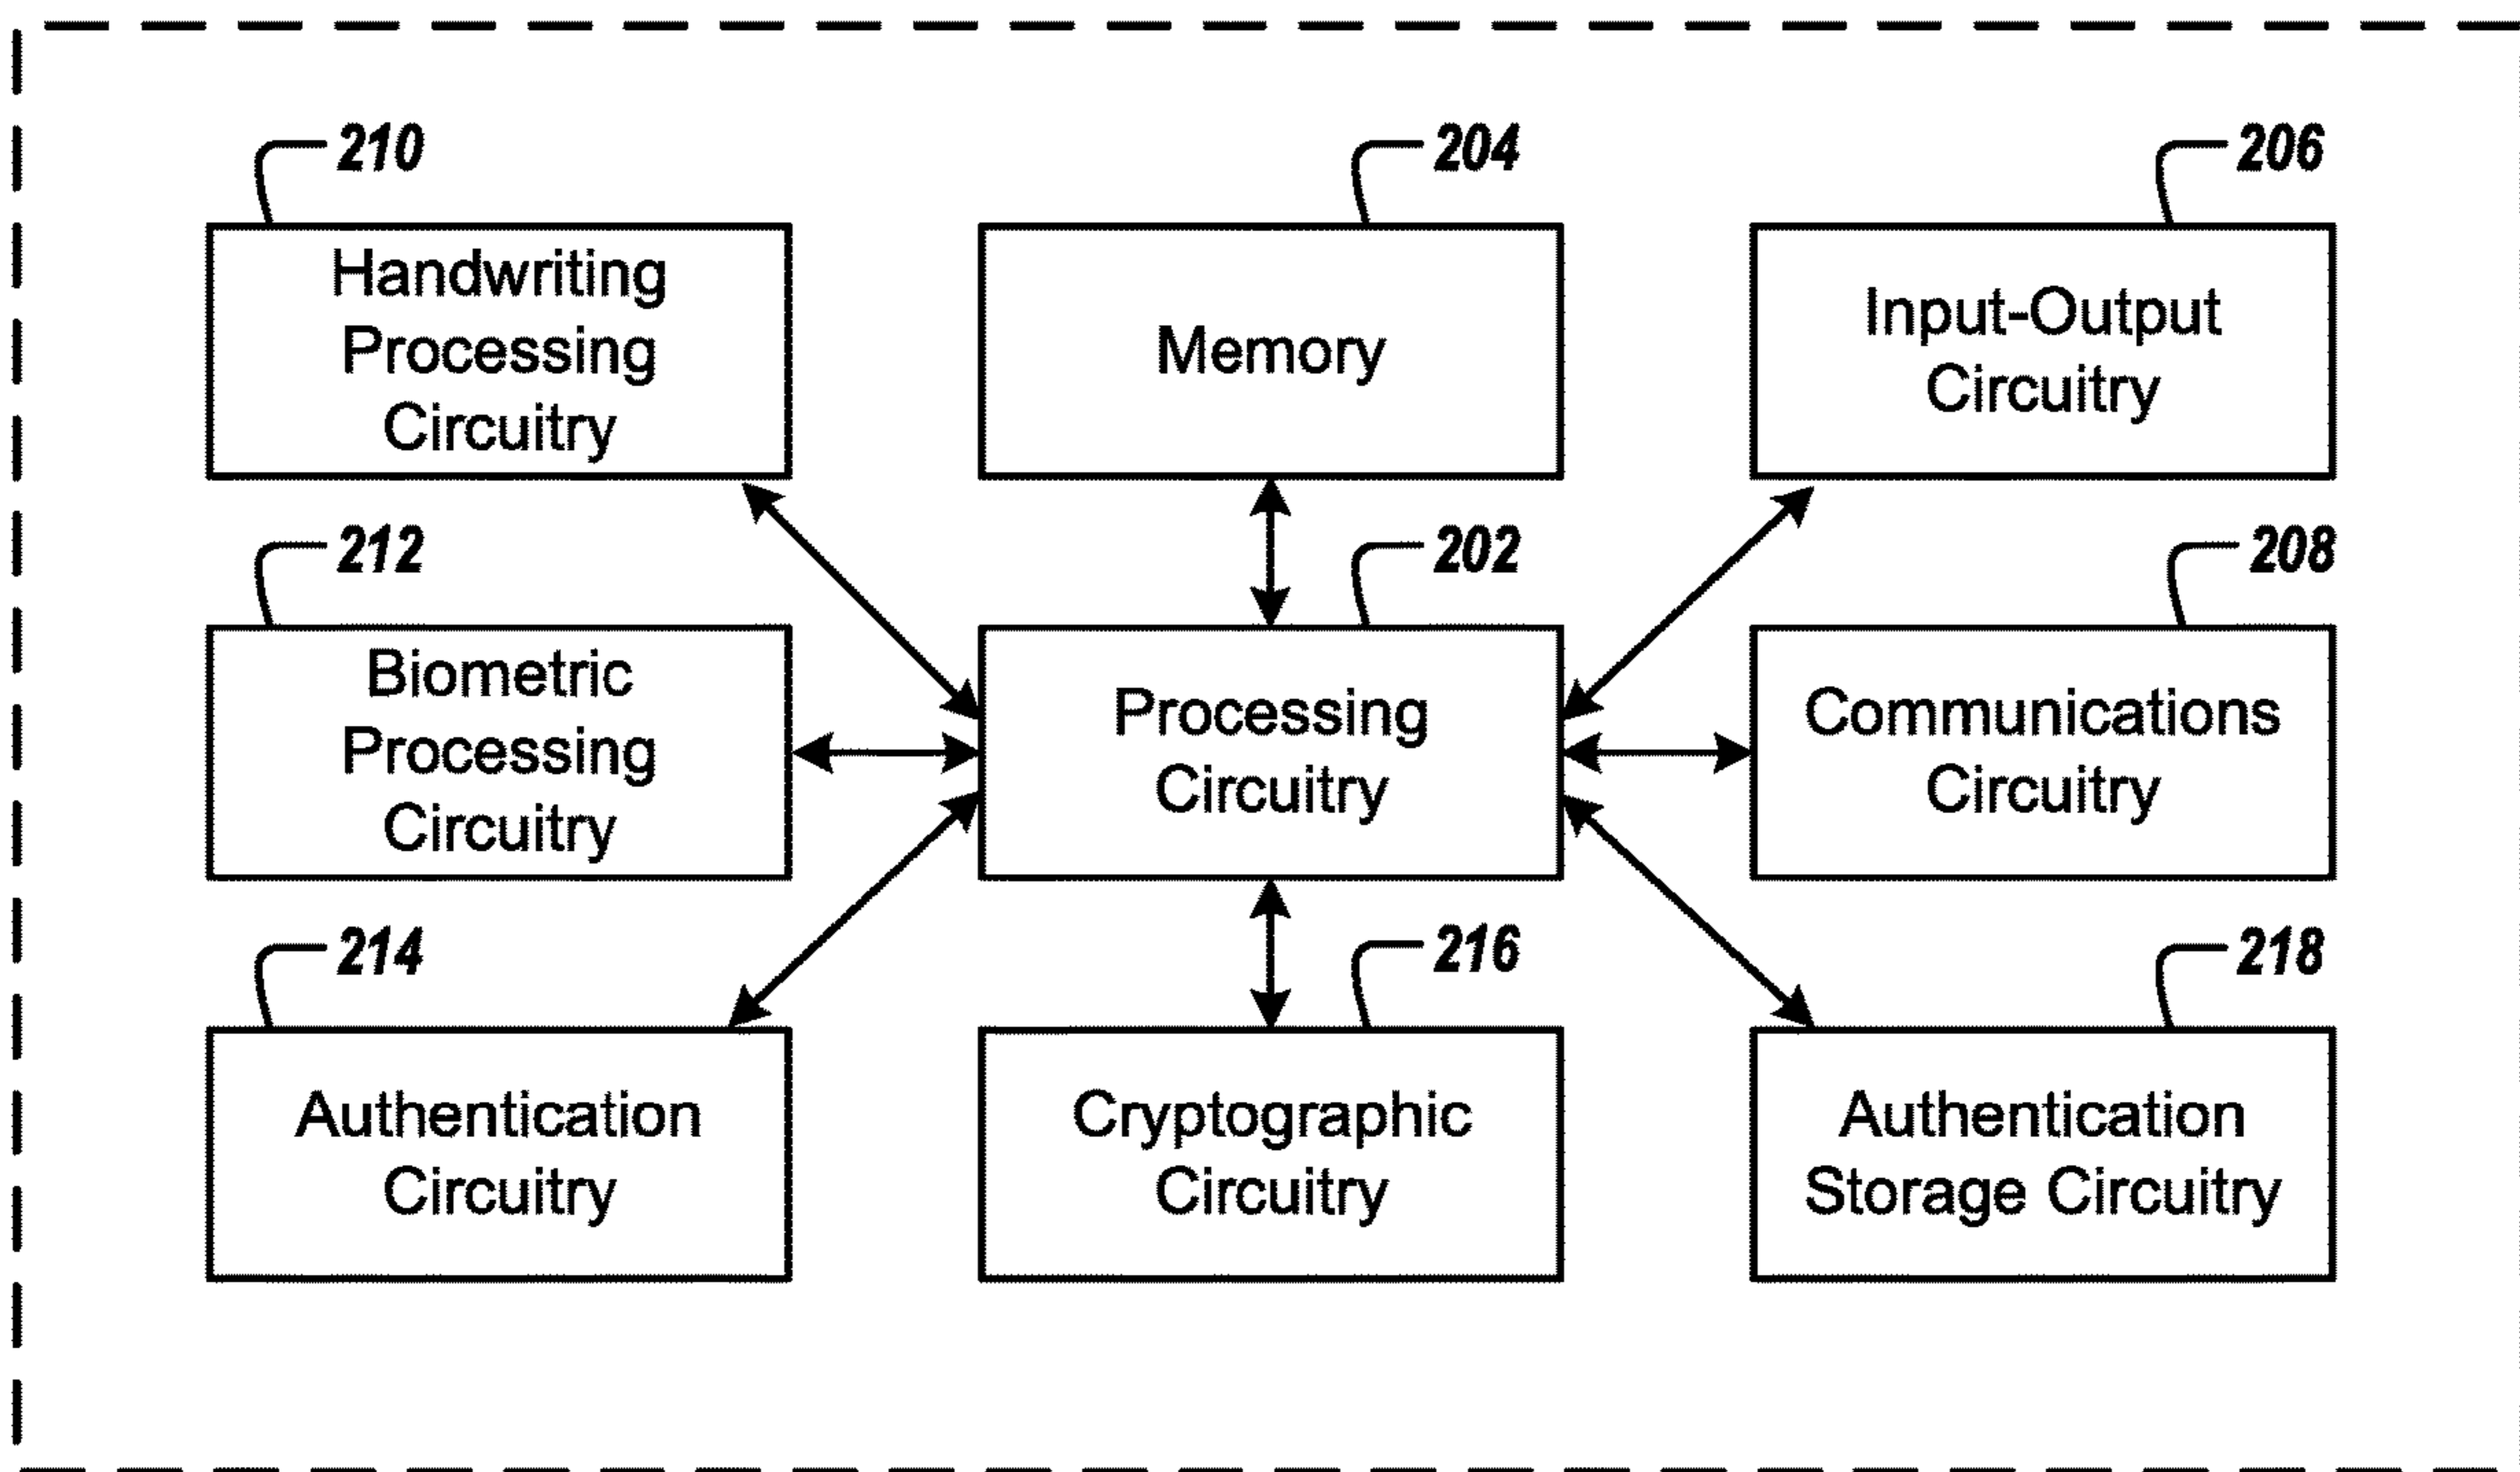 210
204
206
Handwriting
Processing
Circuitry
Memory
Input-Output
Circuitry
212
202
208
Biometric
Processing
Circuitry
Processing
Circuitry
Communications
Circuitry
214
216
218
Authentication
Circuitry
Cryptographic
Circuitry
Authentication
Storage Circuitry